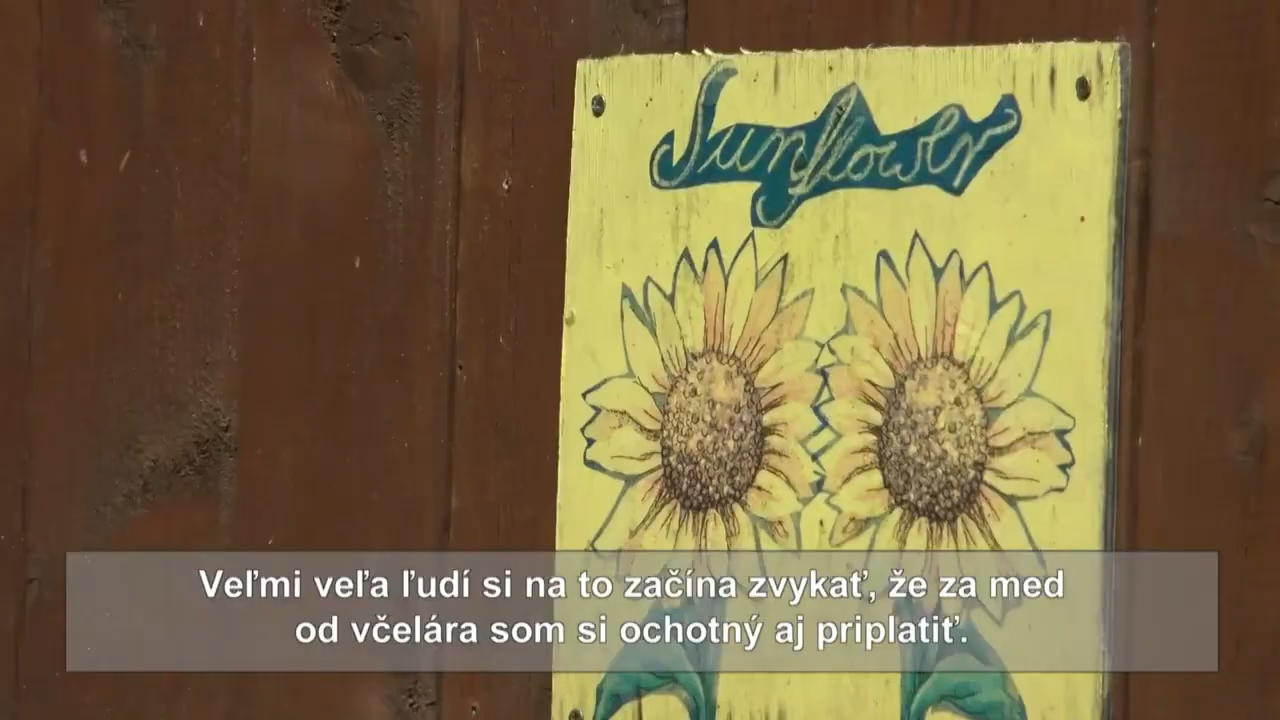 Sunflower
Veľmi veľa ľudí si na to začína zvykať, že za med
od včelára som si ochotný aj priplatiť.